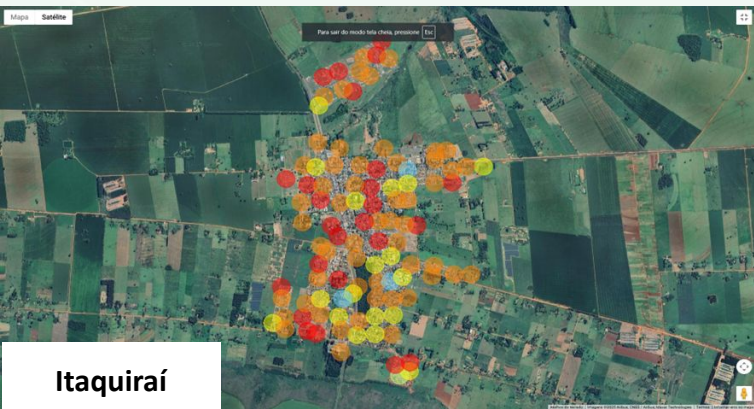 Mapa Satélite
Para sair do modo tela cheia, pressione Esc
Itaquiraí